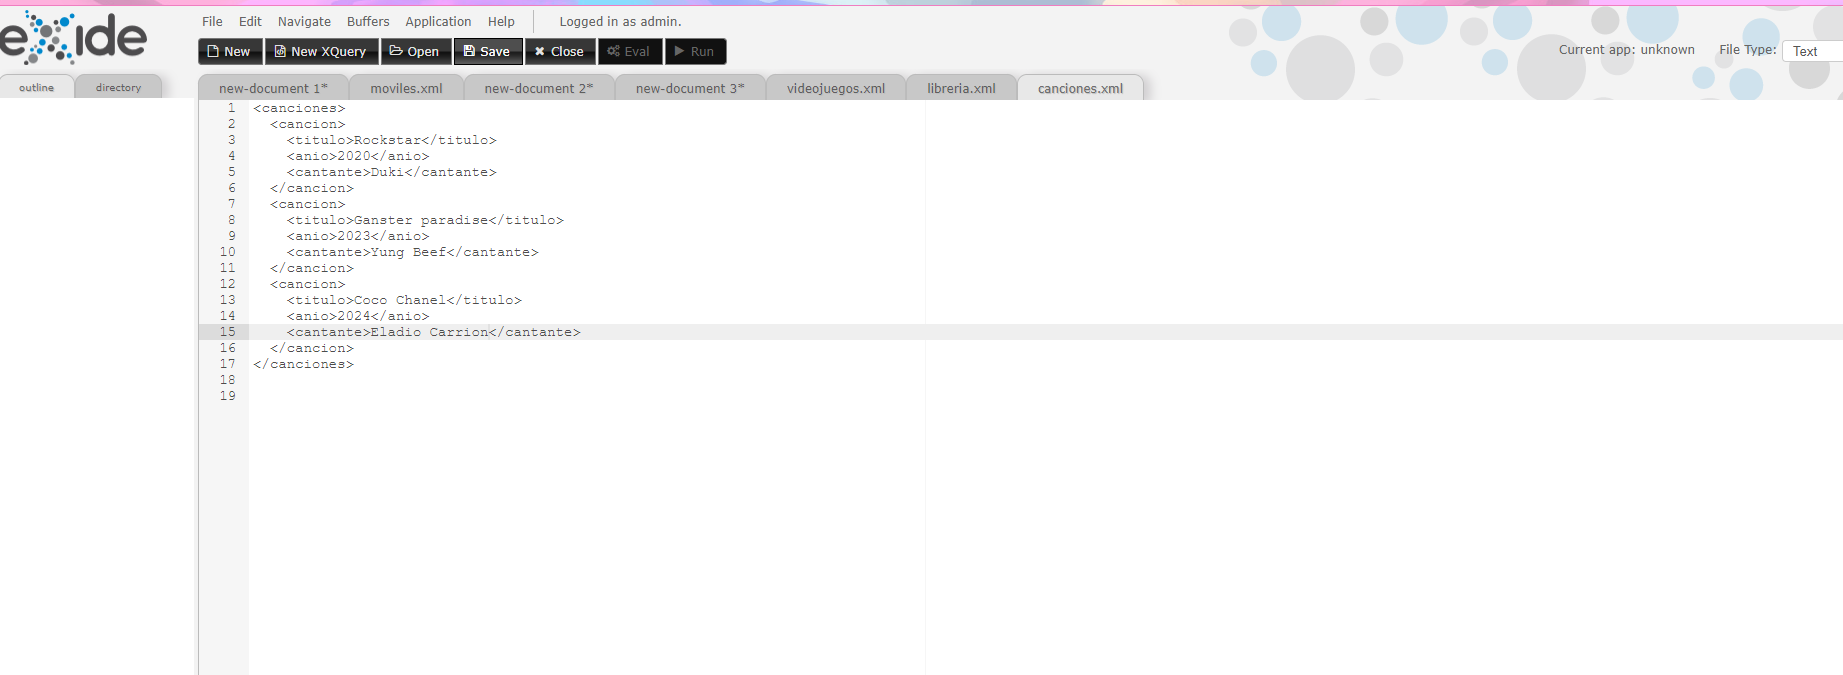 eXide
File Edit Navigate Buffers Application Help Logged in as admin.
New New XQuery Open Save Close Eval Run
Current app: unknown File Type: Text
outline directory
new-document 1* moviles.xml new-document 2* new-document 3* videojuegos.xml libreria.xml canciones.xml
1 <canciones>
2 <cancion>
3 <titulo>Rockstar</titulo>
4 <anio>2020</anio>
5 <cantante>Duki</cantante>
6 </cancion>
7 <cancion>
8 <titulo>Ganster paradise</titulo>
9 <anio>2023</anio>
10 <cantante>Yung Beef</cantante>
11 </cancion>
12 <cancion>
13 <titulo>Coco Chanel</titulo>
14 <anio>2024</anio>
15 <cantante>Eladio Carrion</cantante>
16 </cancion>
17 </canciones>
18
19